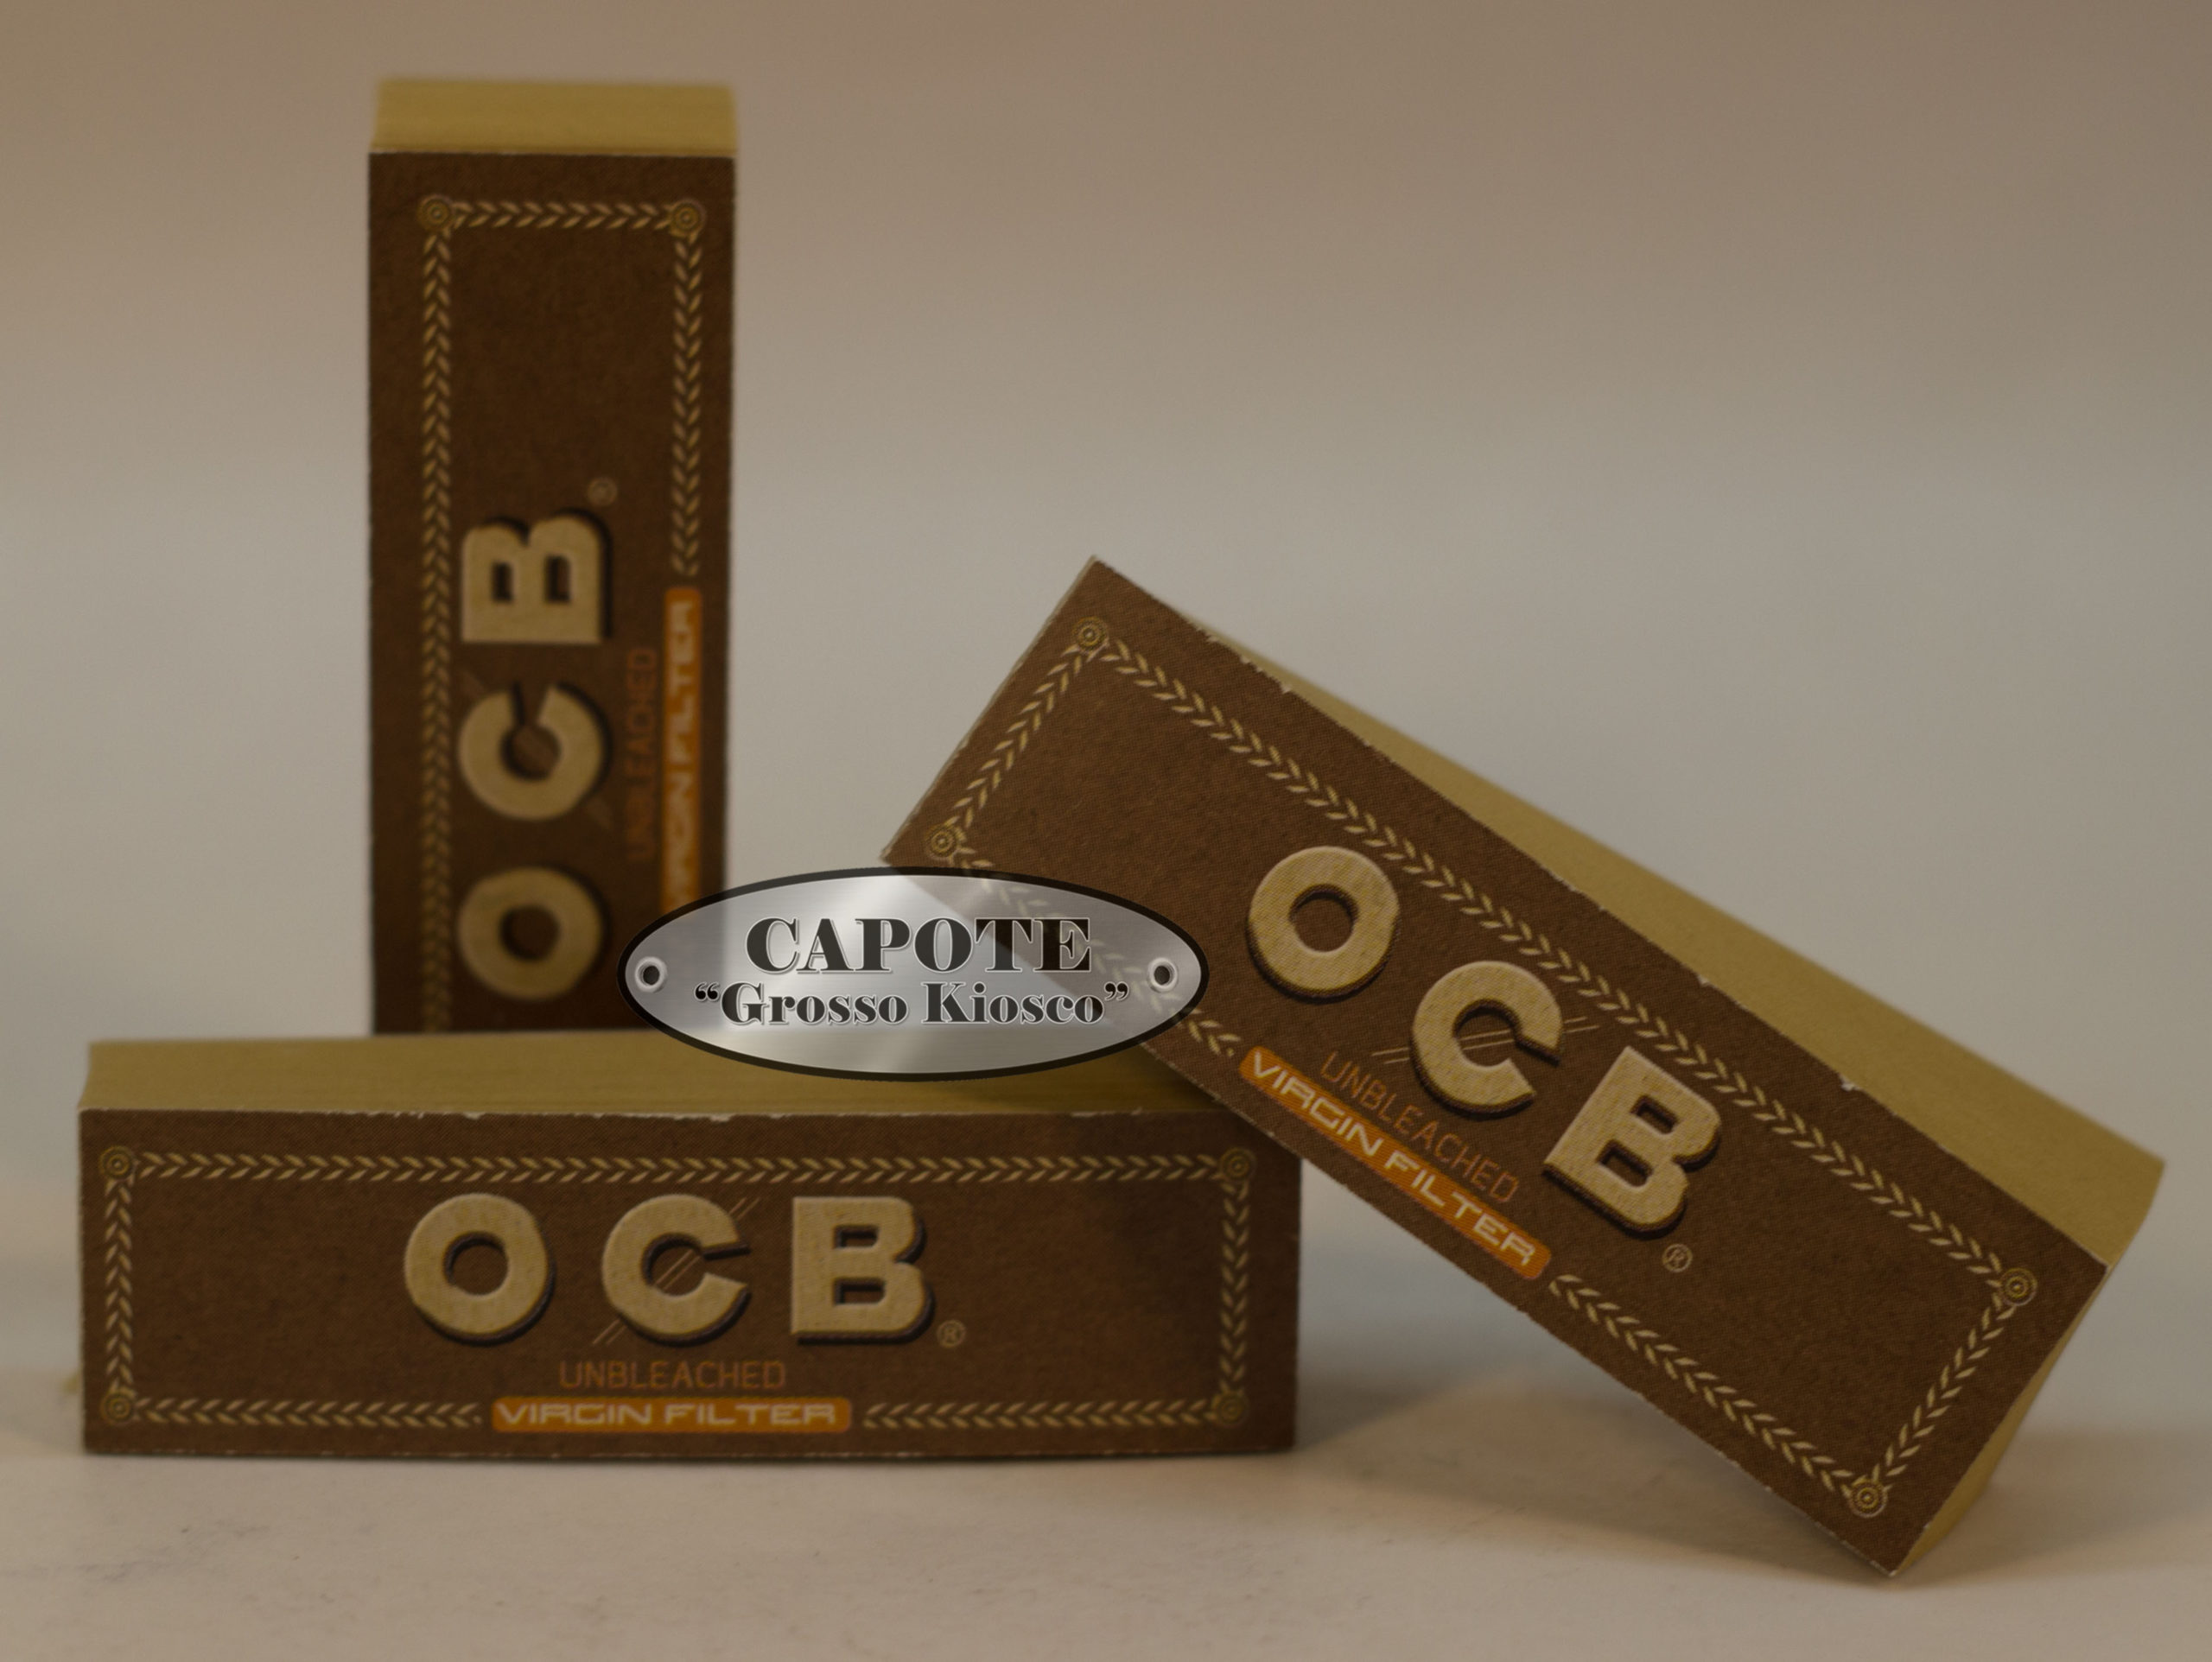 OCB®
UNBLEACHED
VIRGIN FILTER
CAPOTE
“Grosso Kiosco”
OCB®
UNBLEACHED
VIRGIN FILTER
OCB®
UNBLEACHED
VIRGIN FILTER